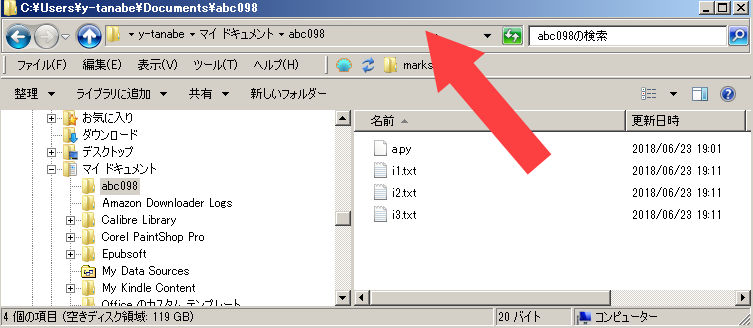 C:¥Users¥y-tanabe¥Documents¥abc098
y-tanabe マイ ドキュメント abc098 abc098の検索
ファイル(F) 編集(E) 表示(V) ツール(T) ヘルプ(H) marks
整理 ライブラリに追加 共有 新しいフォルダー
お気に入り
ダウンロード
デスクトップ
マイ ドキュメント
abc098
Amazon Downloader Logs
Calibre Library
Corel PaintShop Pro
Epubsoft
My Data Sources
My Kindle Content
Office のカスタム テンプレート
名前 更新日時
a.py 2018/06/23 19:01
i1.txt 2018/06/23 19:11
i2.txt 2018/06/23 19:11
i3.txt 2018/06/23 19:11
4 個の項目 (空きディスク領域: 119 GB) 20 バイト コンピューター